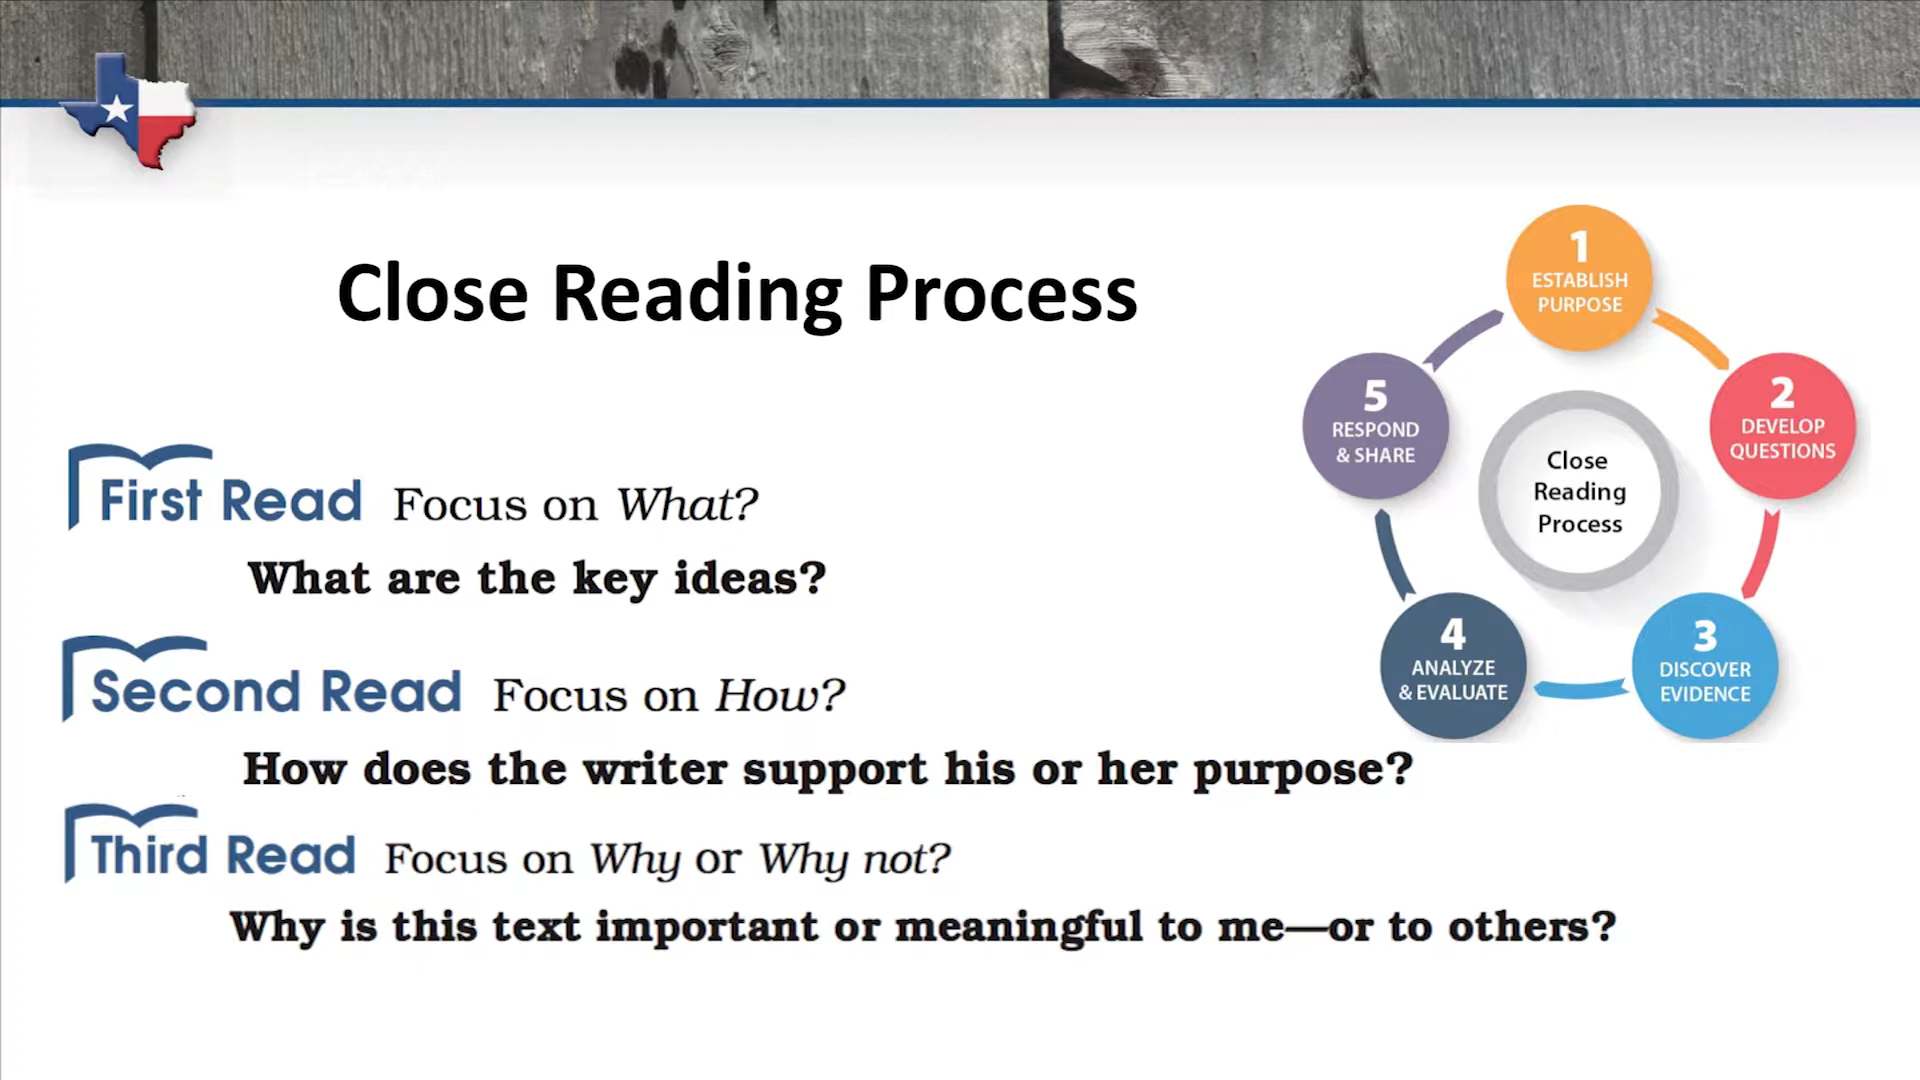 Close Reading Process
First Read Focus on What?
What are the key ideas?
Second Read Focus on How?
How does the writer support his or her purpose?
Third Read Focus on Why or Why not?
Why is this text important or meaningful to me—or to others?
1
ESTABLISH
PURPOSE
2
DEVELOP
QUESTIONS
3
DISCOVER
EVIDENCE
4
ANALYZE
& EVALUATE
5
RESPOND
& SHARE
Close
Reading
Process